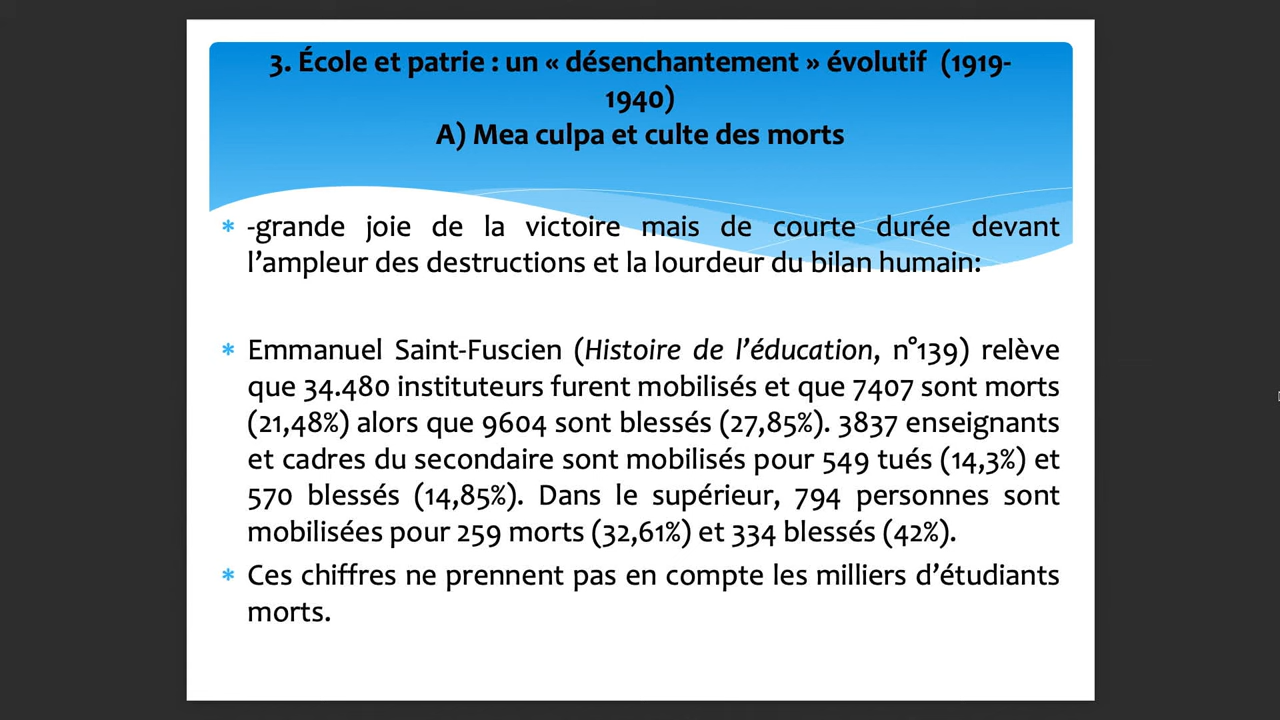 3. École et patrie : un « désenchantement » évolutif (1919-
1940)
A) Mea culpa et culte des morts
* -grande joie de la victoire mais de courte durée devant
l’ampleur des destructions et la lourdeur du bilan humain:
* Emmanuel Saint-Fuscien (Histoire de l’éducation, n°139) relève
que 34.480 instituteurs furent mobilisés et que 7407 sont morts
(21,48%) alors que 9604 sont blessés (27,85%). 3837 enseignants
et cadres du secondaire sont mobilisés pour 549 tués (14,3%) et
570 blessés (14,85%). Dans le supérieur, 794 personnes sont
mobilisées pour 259 morts (32,61%) et 334 blessés (42%).
* Ces chiffres ne prennent pas en compte les milliers d’étudiants
morts.